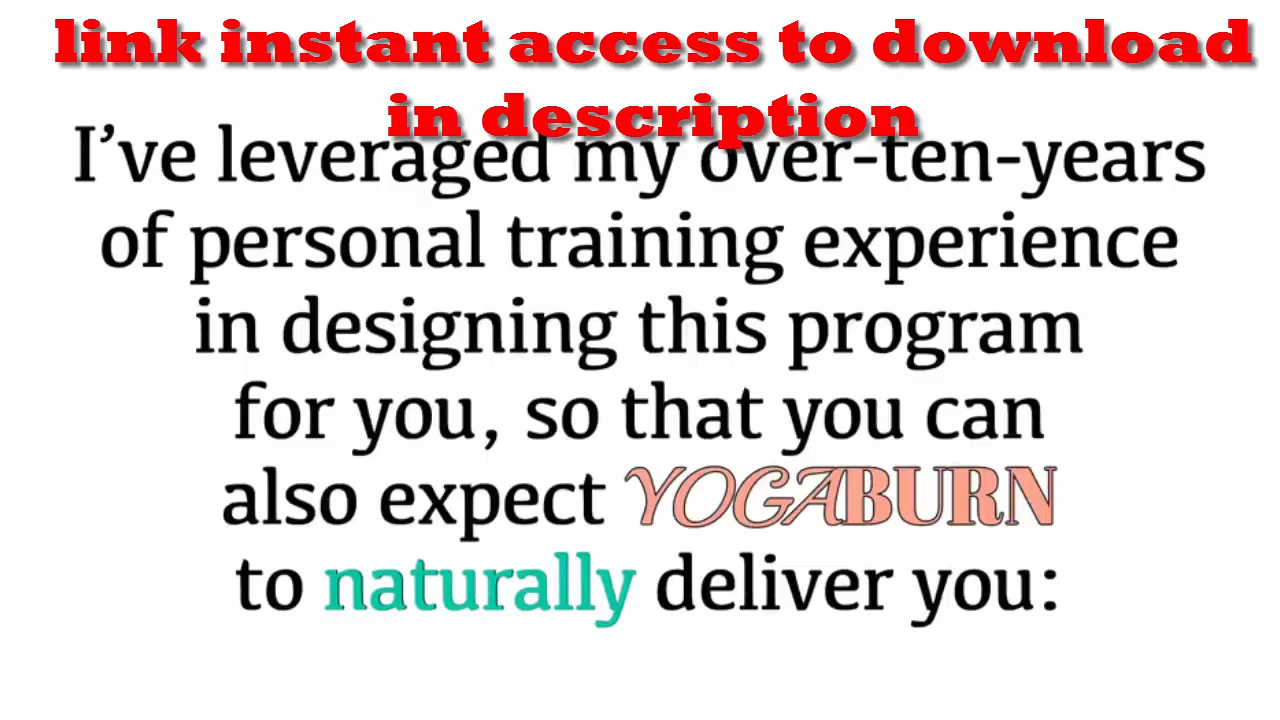 link instant access to download
in description
I’ve leveraged my over-ten-years
of personal training experience
in designing this program
for you, so that you can
also expect YOGABURN
to naturally deliver you: